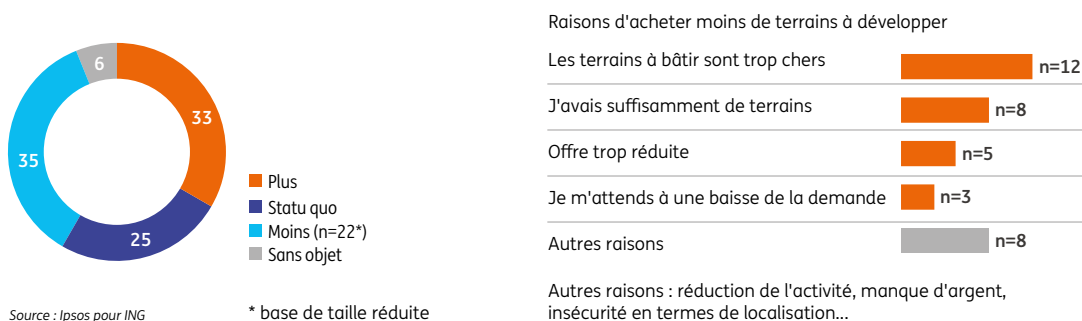 6
33
35
25
Plus
Statu quo
Moins (n=22*)
Sans objet
Source : Ipsos pour ING
* base de taille réduite
Raisons d'acheter moins de terrains à développer
Les terrains à bâtir sont trop chers
n=12
J'avais suffisamment de terrains
n=8
Offre trop réduite
n=5
Je m'attends à une baisse de la demande
n=3
Autres raisons
n=8
Autres raisons : réduction de l'activité, manque d'argent,
insécurité en termes de localisation...